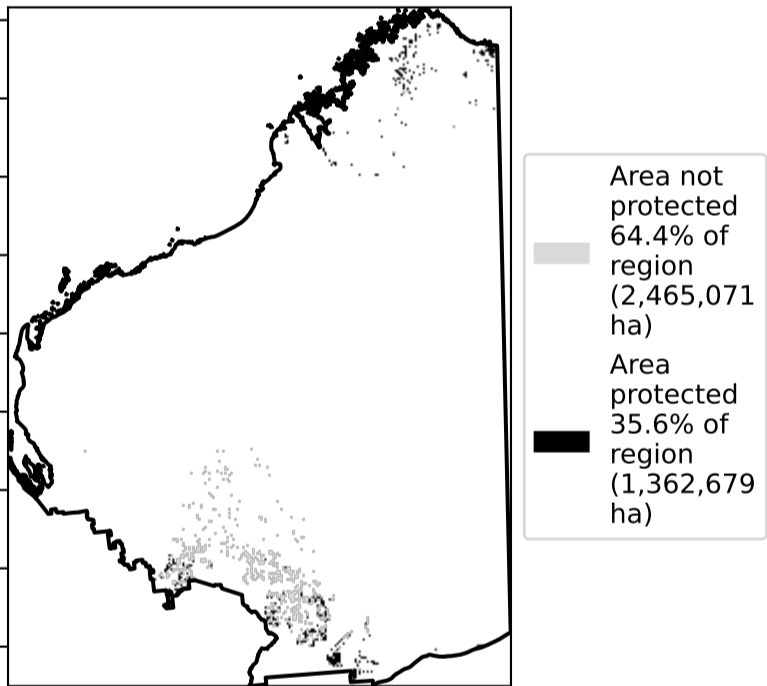 Area not
protected
64.4% of
region
(2,465,071
ha)
Area
protected
35.6% of
region
(1,362,679
ha)